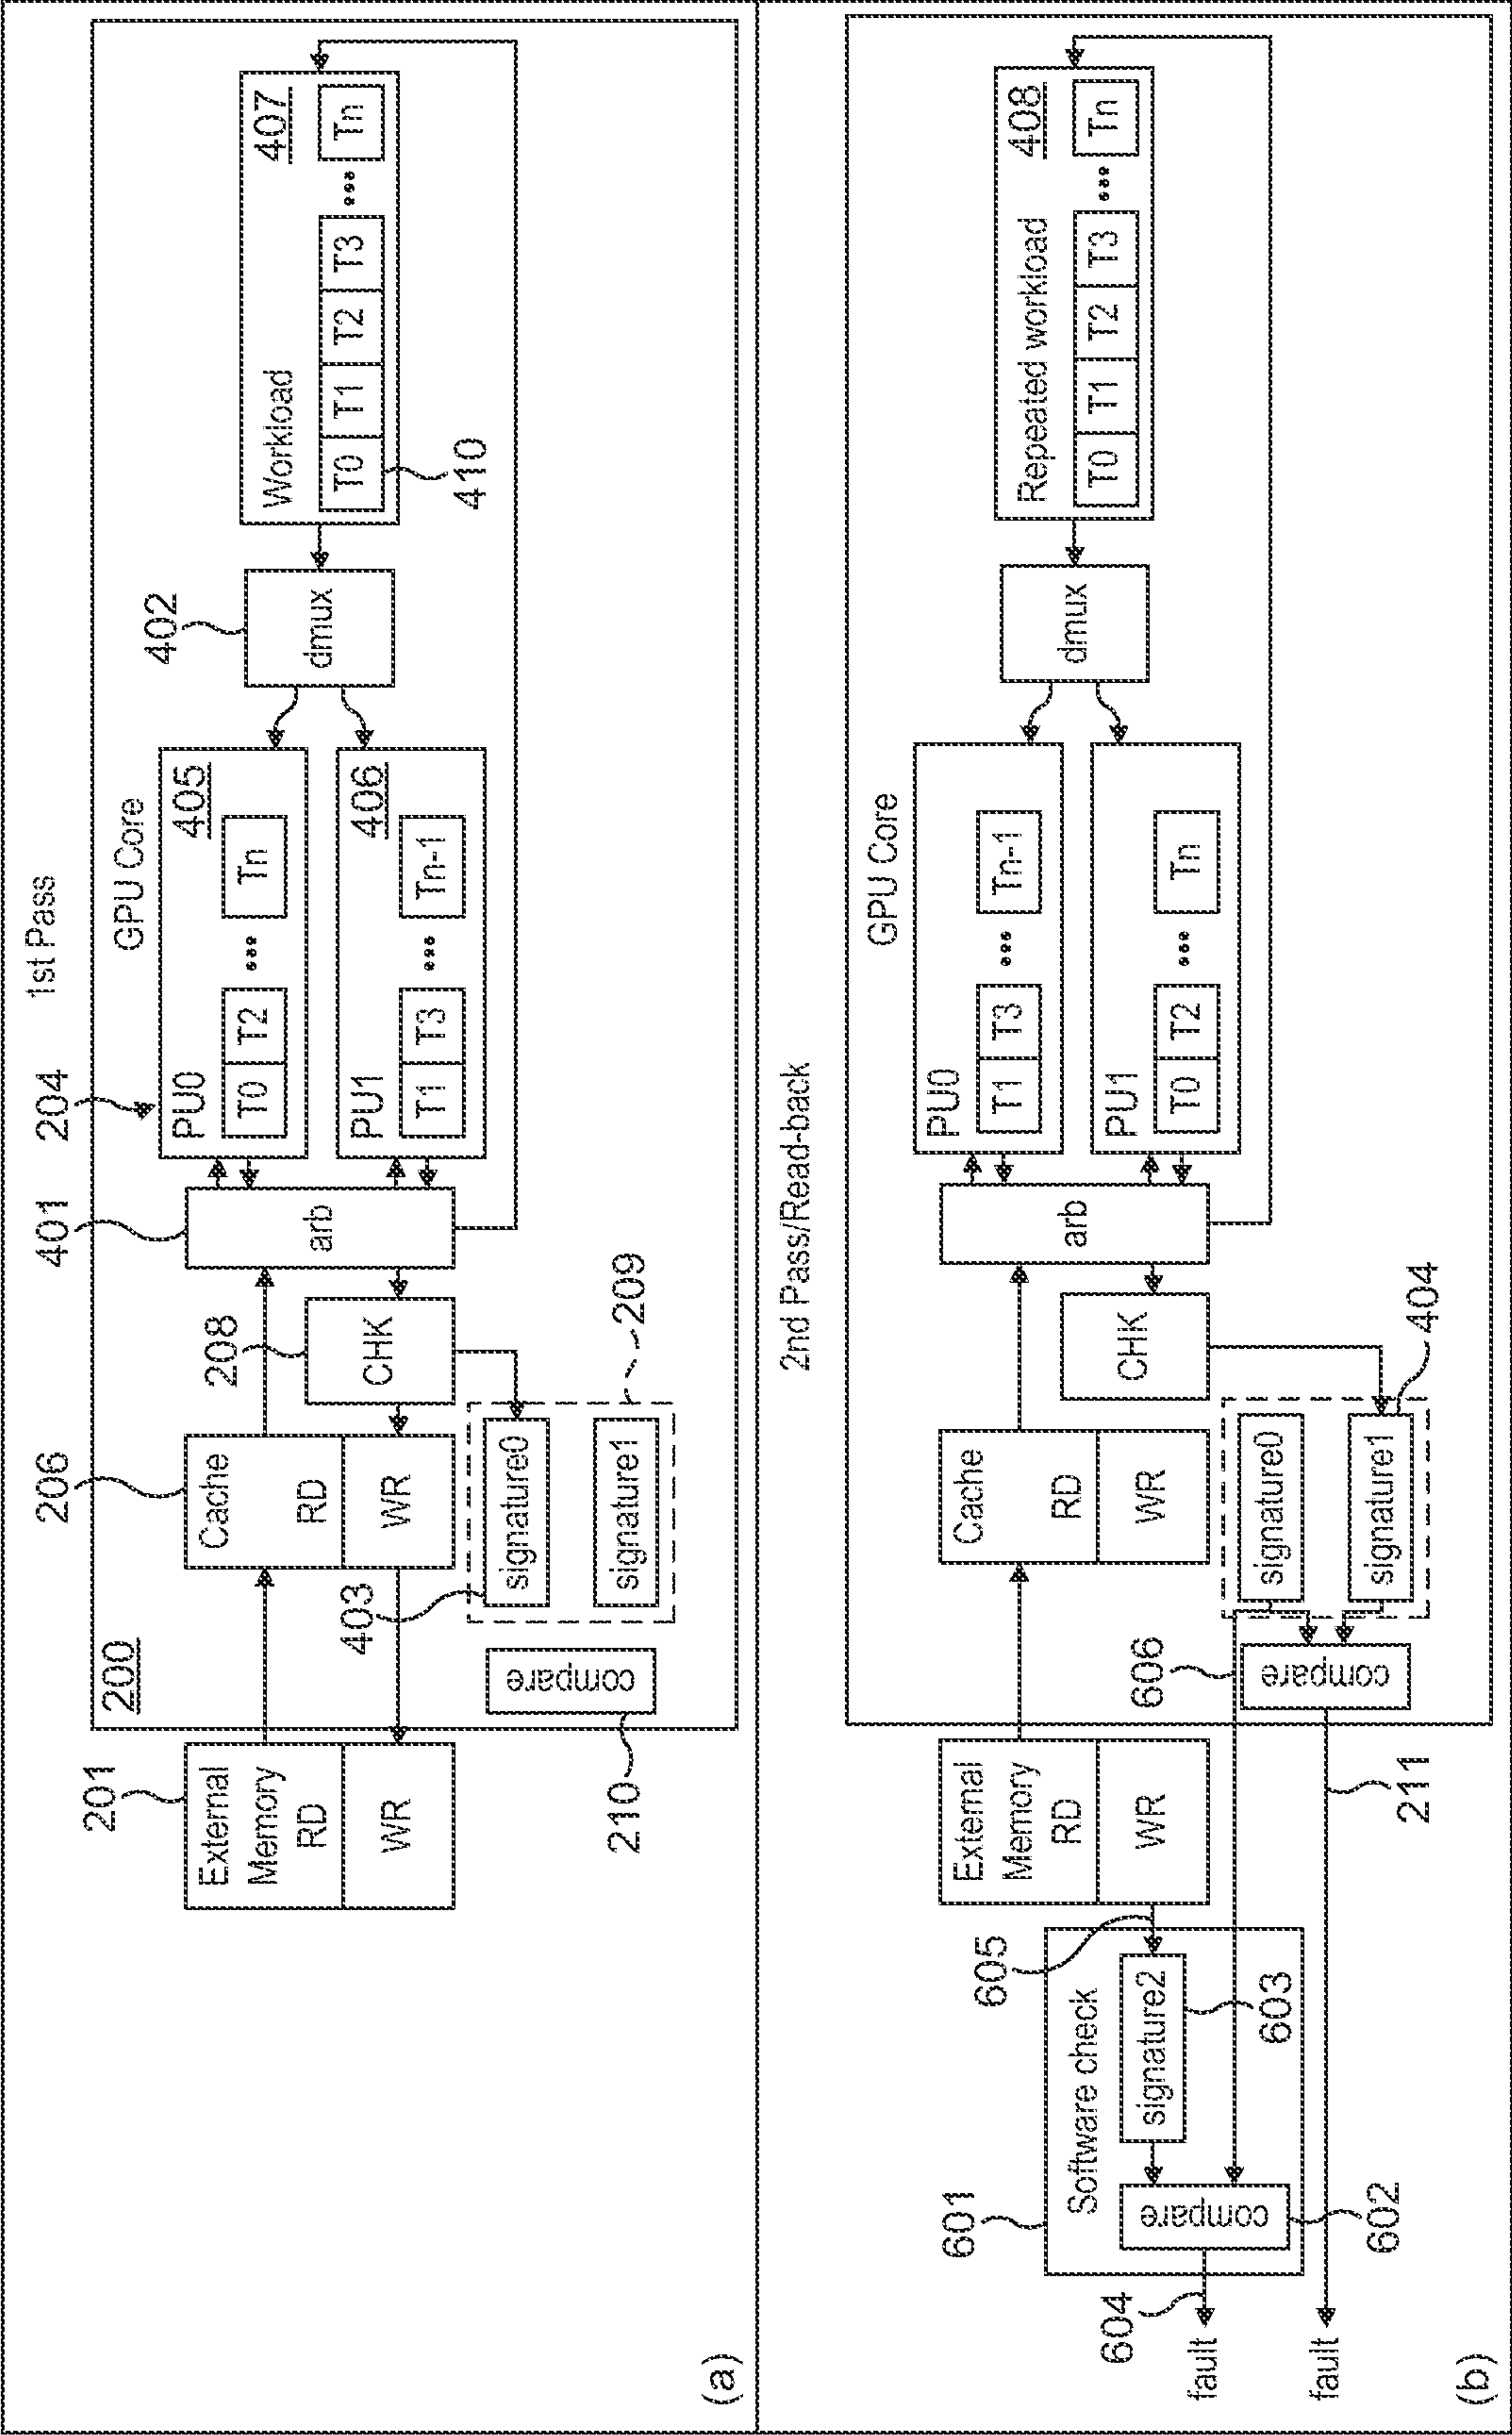 1st Pass
204
GPU Core
200
201
External
Memory
RD
WR
206
Cache
RD
WR
208
CHK
401
arb
PU0
405
T0 T2 ••• Tn
PU1
406
T1 T3 ••• Tn-1
402
dmux
Workload
407
T0 T1 T2 T3 ••• Tn
410
403
signature0
signature1
209
compare
210
(a)
2nd Pass/Read-back
GPU Core
External
Memory
RD
WR
Cache
RD
WR
CHK
arb
PU0
T1 T3 ••• Tn-1
PU1
T0 T2 ••• Tn
dmux
Repeated workload
408
T0 T1 T2 T3 ••• Tn
signature0
signature1
404
606
compare
211
605
601
Software check
signature2
603
compare
602
604
fault
fault
(b)